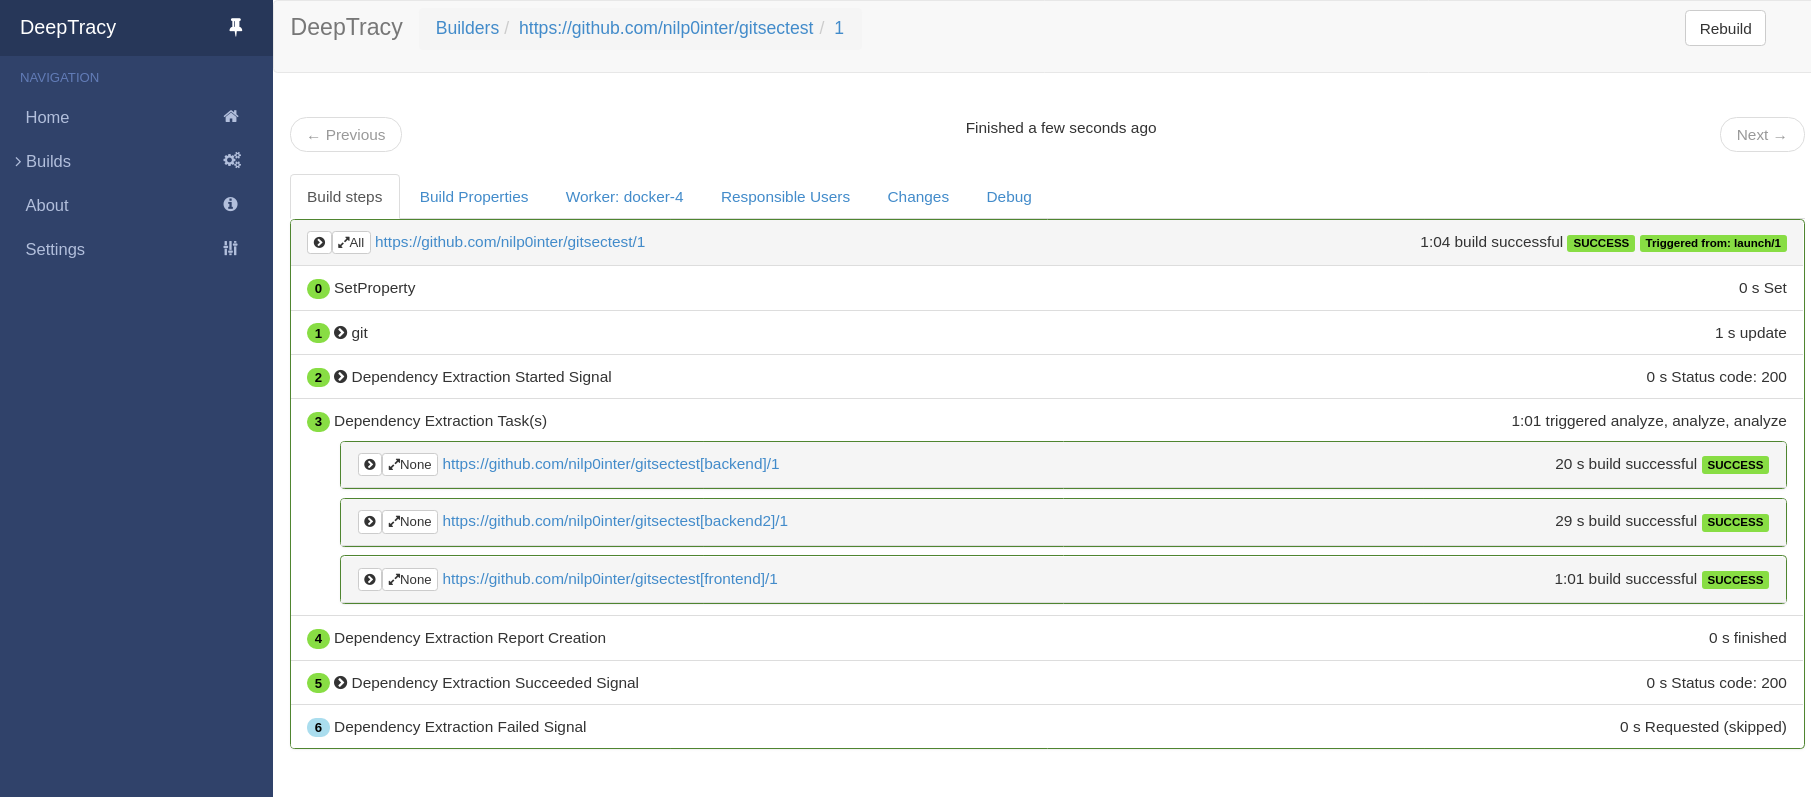 DeepTracy
NAVIGATION
Home
Builds
About
Settings
DeepTracy Builders / https://github.com/nilp0inter/gitsectest / 1 Rebuild
← Previous Finished a few seconds ago Next →
Build steps Build Properties Worker: docker-4 Responsible Users Changes Debug
All https://github.com/nilp0inter/gitsectest/1 1:04 build successful SUCCESS Triggered from: launch/1
0 SetProperty 0 s Set
1 git 1 s update
2 Dependency Extraction Started Signal 0 s Status code: 200
3 Dependency Extraction Task(s) 1:01 triggered analyze, analyze, analyze
None https://github.com/nilp0inter/gitsectest[backend]/1 20 s build successful SUCCESS
None https://github.com/nilp0inter/gitsectest[backend2]/1 29 s build successful SUCCESS
None https://github.com/nilp0inter/gitsectest[frontend]/1 1:01 build successful SUCCESS
4 Dependency Extraction Report Creation 0 s finished
5 Dependency Extraction Succeeded Signal 0 s Status code: 200
6 Dependency Extraction Failed Signal 0 s Requested (skipped)